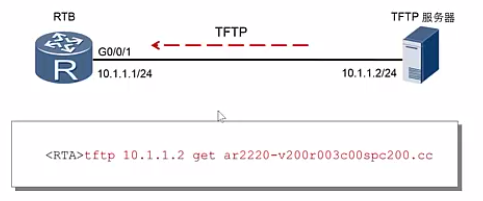 RTB
TFTP 服务器
TFTP
G0/0/1
R
10.1.1.1/24
10.1.1.2/24
<RTA>tftp 10.1.1.2 get ar2220-v200r003c00spc200.cc